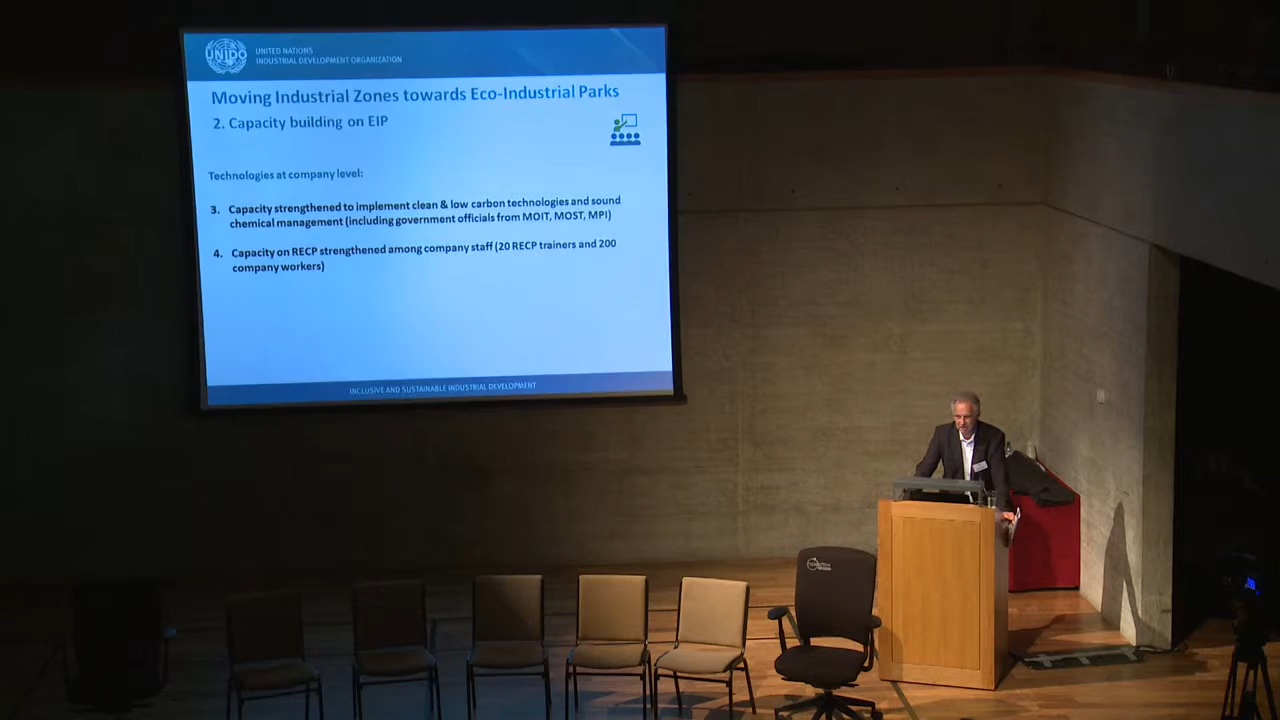 UNIDO
UNITED NATIONS
INDUSTRIAL DEVELOPMENT ORGANIZATION
Moving Industrial Zones towards Eco-Industrial Parks
2. Capacity building on EIP
Technologies at company level:
3. Capacity strengthened to implement clean & low carbon technologies and sound
chemical management (including government officials from MOIT, MOST, MPI)
4. Capacity on RECP strengthened among company staff (20 RECP trainers and 200
company workers)
INCLUSIVE AND SUSTAINABLE INDUSTRIAL DEVELOPMENT